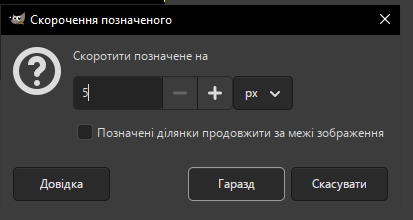 Скорочення позначеного
Скоротити позначене на
5
px
Позначені ділянки продовжити за межі зображення
Довідка
Гаразд
Скасувати